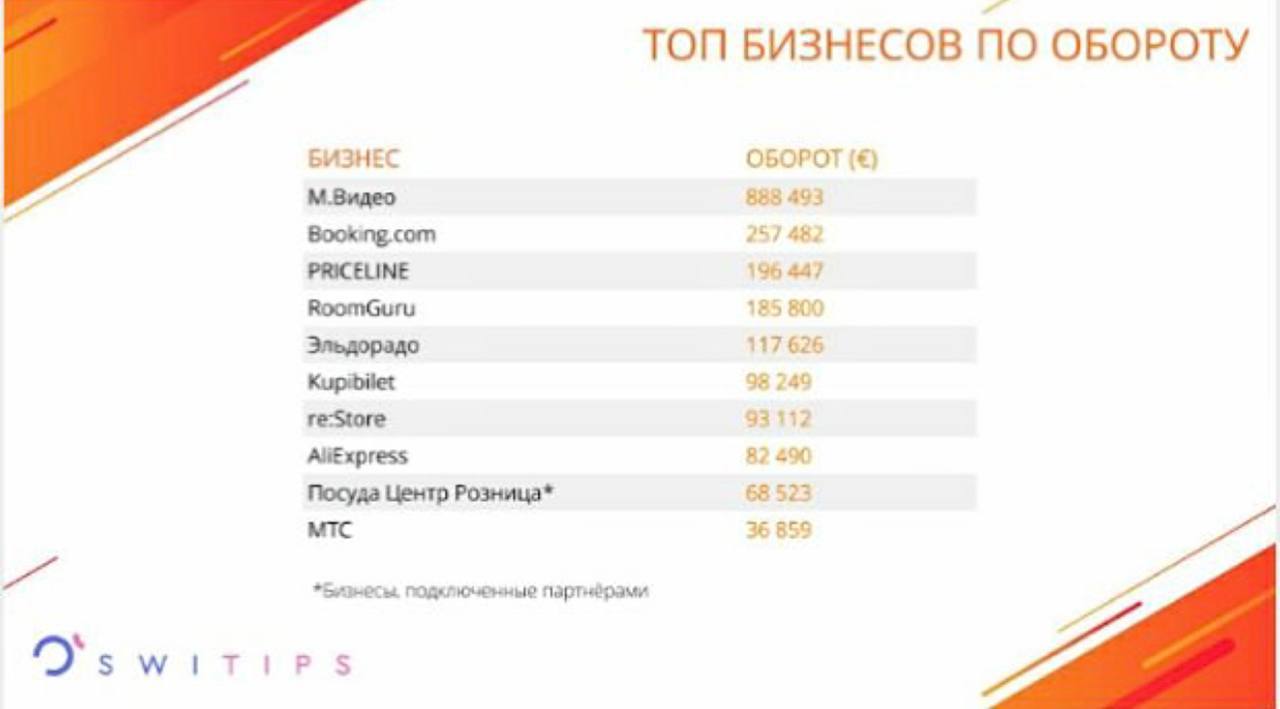 ТОП БИЗНЕСОВ ПО ОБОРОТУ
БИЗНЕС ОБОРОТ (€)
М.Видео 888 493
Booking.com 257 482
PRICELINE 196 447
RoomGuru 185 800
Эльдорадо 117 626
Kupibilet 98 249
re:Store 93 112
AliExpress 82 490
Посуда Центр Розница* 68 523
МТС 36 859
*Бизнесы, подключенные партнёрами
SWITIPS